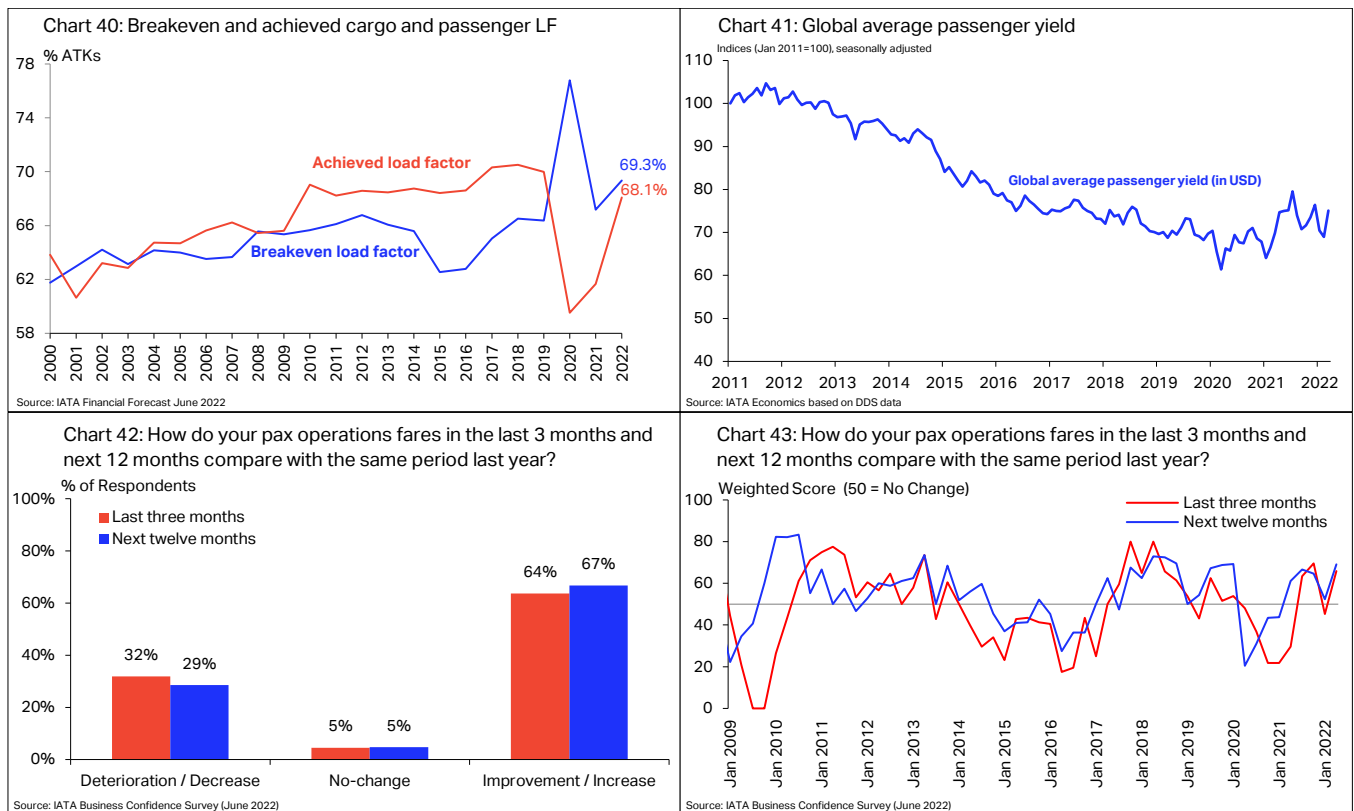 Chart 40: Breakeven and achieved cargo and passenger LF
% ATKs
78
74
70
66
62
58
Achieved load factor
Breakeven load factor
69.3%
68.1%
2000
2001
2002
2003
2004
2005
2006
2007
2008
2009
2010
2011
2012
2013
2014
2015
2016
2017
2018
2019
2020
2021
2022
Source: IATA Financial Forecast June 2022
Chart 41: Global average passenger yield
Indices (Jan 2011=100), seasonally adjusted
110
100
90
80
70
60
50
40
Global average passenger yield (in USD)
2011 2012 2013 2014 2015 2016 2017 2018 2019 2020 2021 2022
Source: IATA Economics based on DDS data
Chart 42: How do your pax operations fares in the last 3 months and
next 12 months compare with the same period last year?
% of Respondents
100%
80%
60%
40%
20%
0%
Last three months
Next twelve months
32% 29%
5% 5%
64% 67%
Deterioration / Decrease No-change Improvement / Increase
Source: IATA Business Confidence Survey (June 2022)
Chart 43: How do your pax operations fares in the last 3 months and
next 12 months compare with the same period last year?
Weighted Score (50 = No Change)
Last three months
Next twelve months
100
80
60
40
20
0
Jan 2009
Jan 2010
Jan 2011
Jan 2012
Jan 2013
Jan 2014
Jan 2015
Jan 2016
Jan 2017
Jan 2018
Jan 2019
Jan 2020
Jan 2021
Jan 2022
Source: IATA Business Confidence Survey (June 2022)